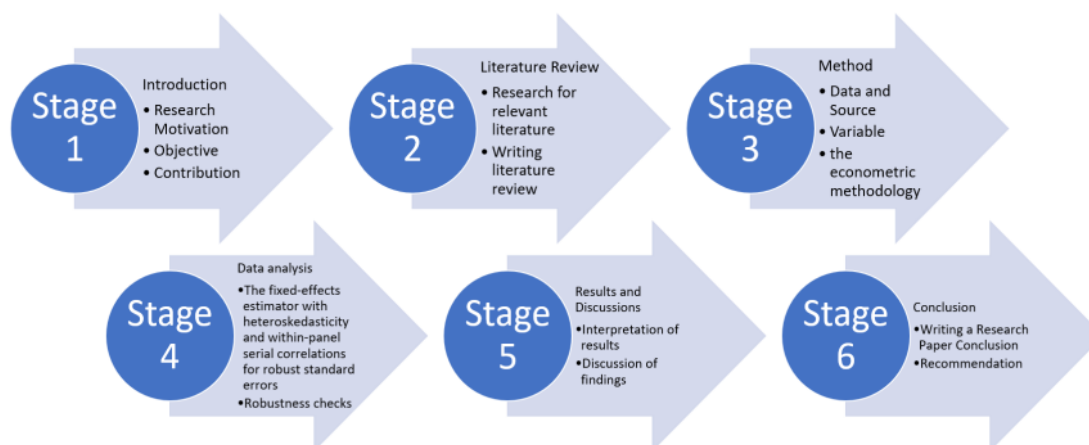 Stage
1
Introduction
• Research
Motivation
• Objective
• Contribution
Stage
2
Literature Review
• Research for
relevant
literature
• Writing
literature
review
Stage
3
Method
• Data and
Source
• Variable
• the
econometric
methodology
Stage
4
Data analysis
•The fixed-effects
estimator with
heteroskedasticity
and within-panel
serial correlations
for robust standard
errors
•Robustness checks
Stage
5
Results and
Discussions
•Interpretation of
results
•Discussion of
findings
Stage
6
Conclusion
•Writing a Research
Paper Conclusion
•Recommendation